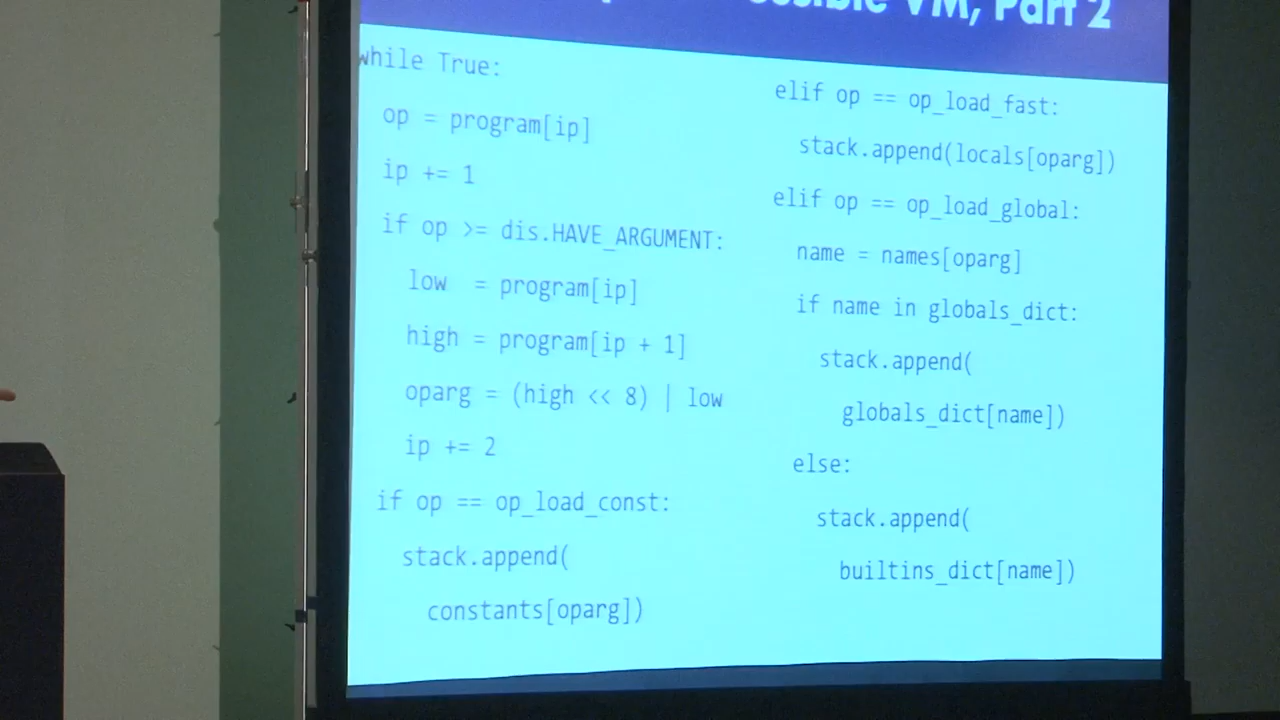 VM, Part 2
while True:
op = program[ip]
ip += 1
if op >= dis.HAVE_ARGUMENT:
low = program[ip]
high = program[ip + 1]
oparg = (high << 8) | low
ip += 2
if op == op_load_const:
stack.append(
constants[oparg])
elif op == op_load_fast:
stack.append(locals[oparg])
elif op == op_load_global:
name = names[oparg]
if name in globals_dict:
stack.append(
globals_dict[name])
else:
stack.append(
builtins_dict[name])